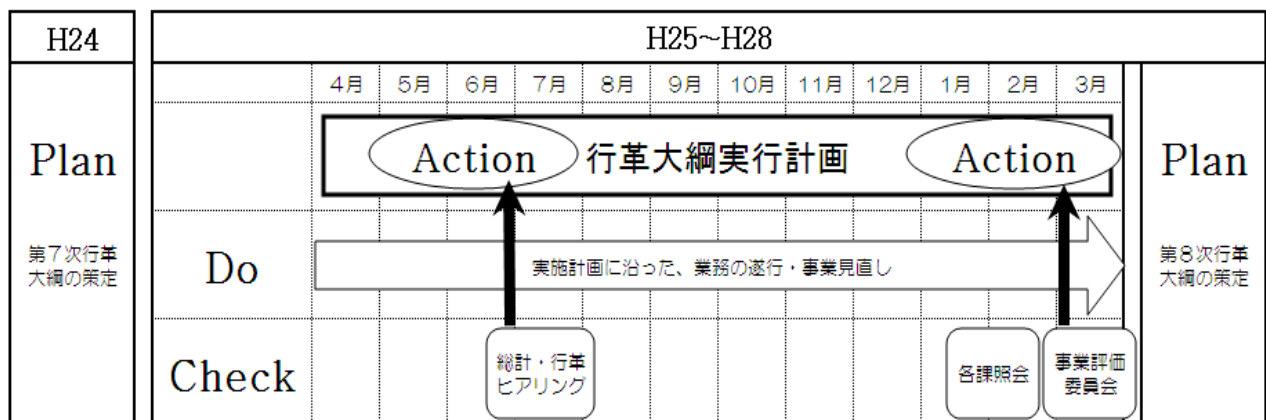 H24
H25~H28
4月 5月 6月 7月 8月 9月 10月 11月 12月 1月 2月 3月
Plan
第7次行革
大綱の策定
Action 行革大綱実行計画 Action
Do
実施計画に沿った、業務の遂行・事業見直し
Check
総計・行革
ヒアリング
各課照会
事業評価
委員会
Plan
第8次行革
大綱の策定